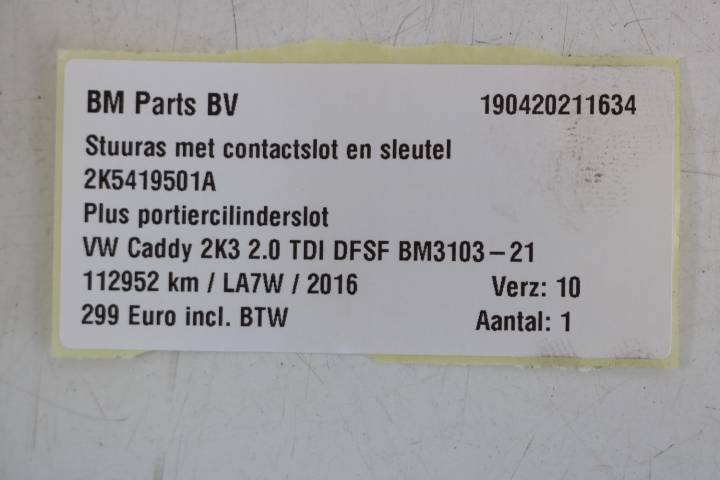 BM Parts BV 190420211634
Stuuras met contactslot en sleutel
2K5419501A
Plus portiercilinderslot
VW Caddy 2K3 2.0 TDI DFSF BM3103-21
112952 km / LA7W / 2016 Verz: 10
299 Euro incl. BTW Aantal: 1